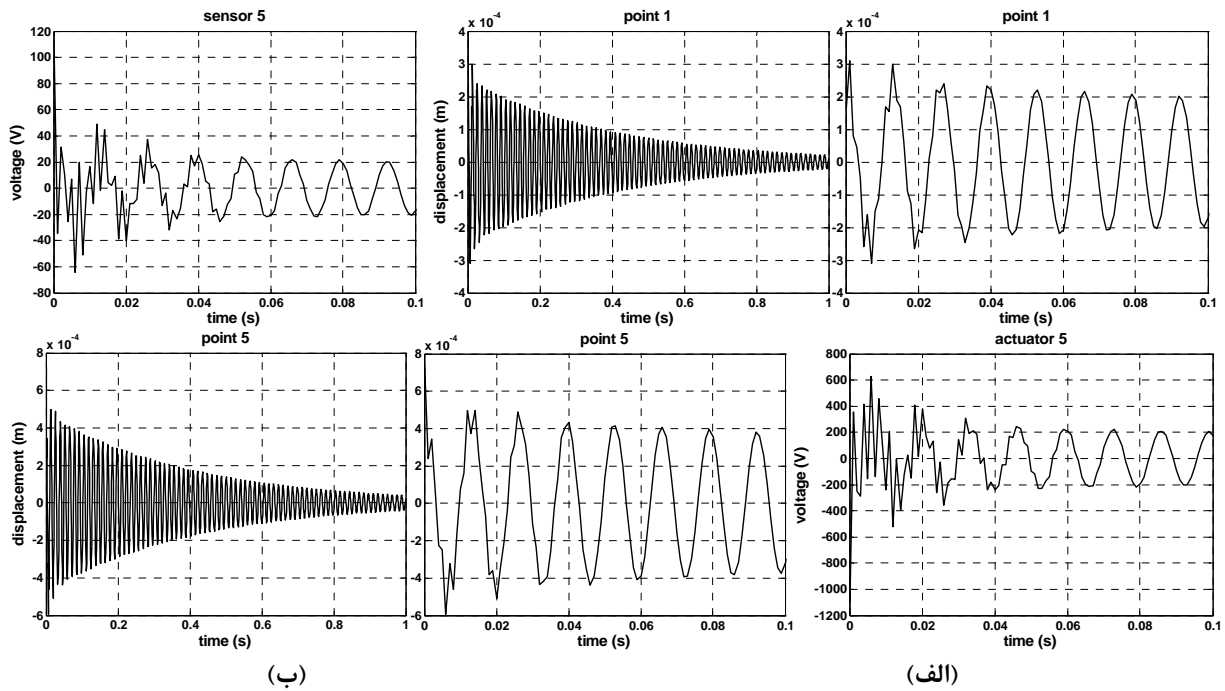 sensor 5
voltage (V)
120
100
80
60
40
20
0
-20
-40
-60
-80
0 0.02 0.04 0.06 0.08 0.1
time (s)
point 1
x 10⁻⁴
displacement (m)
4
3
2
1
0
-1
-2
-3
-4
0 0.2 0.4 0.6 0.8 1
time (s)
point 1
x 10⁻⁴
4
3
2
1
0
-1
-2
-3
-4
0 0.02 0.04 0.06 0.08 0.1
time (s)
point 5
x 10⁻⁴
displacement (m)
8
6
4
2
0
-2
-4
-6
0 0.2 0.4 0.6 0.8 1
time (s)
point 5
x 10⁻⁴
8
6
4
2
0
-2
-4
-6
0 0.02 0.04 0.06 0.08 0.1
time (s)
actuator 5
voltage (V)
800
600
400
200
0
-200
-400
-600
-800
-1000
-1200
0 0.02 0.04 0.06 0.08 0.1
time (s)
(الف)
(ب)